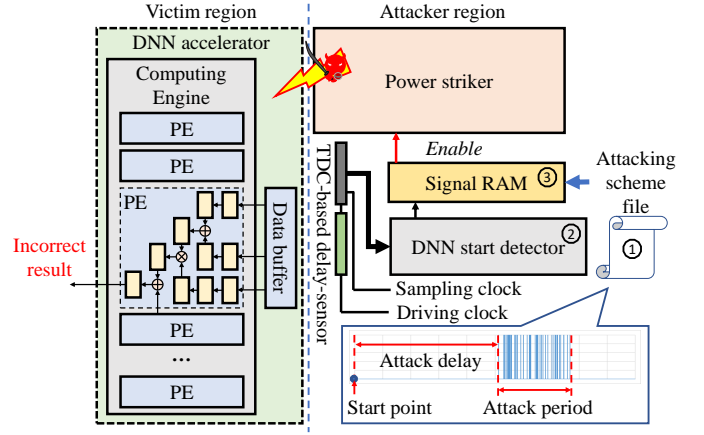 Victim region
Attacker region
DNN accelerator
Computing
Engine
PE
PE
PE
Data buffer
Incorrect
result
PE
...
PE
Power striker
Enable
TDC-based delay-sensor
Signal RAM
3
Attacking
scheme
file
1
DNN start detector
2
Sampling clock
Driving clock
Attack delay
Start point
Attack period